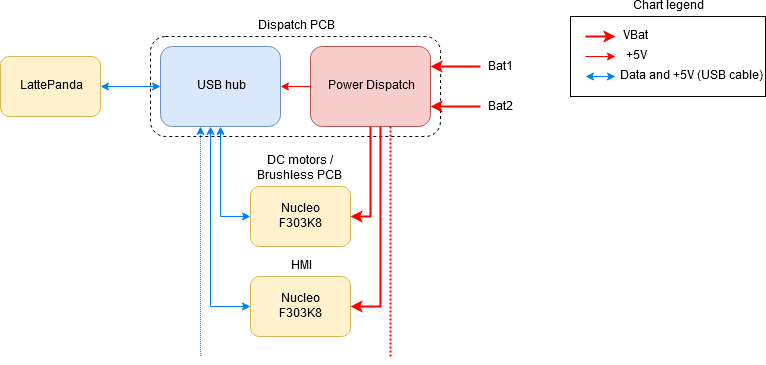 Chart legend
Dispatch PCB
VBat
+5V
Data and +5V (USB cable)
LattePanda
USB hub
Power Dispatch
Bat1
Bat2
DC motors /
Brushless PCB
Nucleo
F303K8
HMI
Nucleo
F303K8